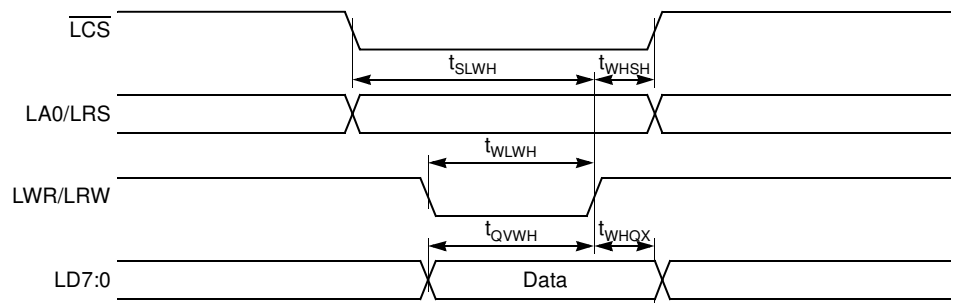 LCS
tSLWH tWHSH
LA0/LRS
tWLWH
LWR/LRW
tQVWH tWHQX
LD7:0 Data